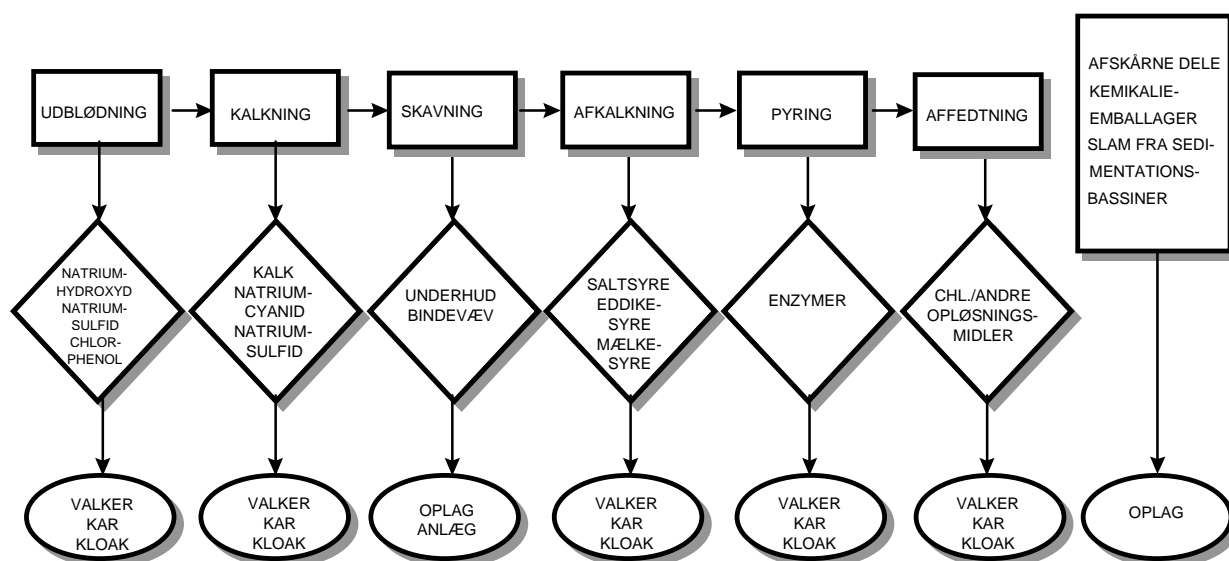 UDBLØDNING
KALKNING
SKAVNING
AFKALKNING
PYRING
AFFEDTNING
AFSKÅRNE DELE
KEMIKALIE-
EMBALLAGER
SLAM FRA SEDI-
MENTATIONS-
BASSINER
NATRIUM-
HYDROXYD
NATRIUM-
SULFID
CHLOR-
PHENOL
KALK
NATRIUM-
CYANID
NATRIUM-
SULFID
UNDERHUD
BINDEVÆV
SALTSYRE
EDDIKE-
SYRE
MÆLKE-
SYRE
ENZYMER
CHL./ANDRE
OPLØSNINGS-
MIDLER
VALKER
KAR
KLOAK
VALKER
KAR
KLOAK
OPLAG
ANLÆG
VALKER
KAR
KLOAK
VALKER
KAR
KLOAK
VALKER
KAR
KLOAK
OPLAG